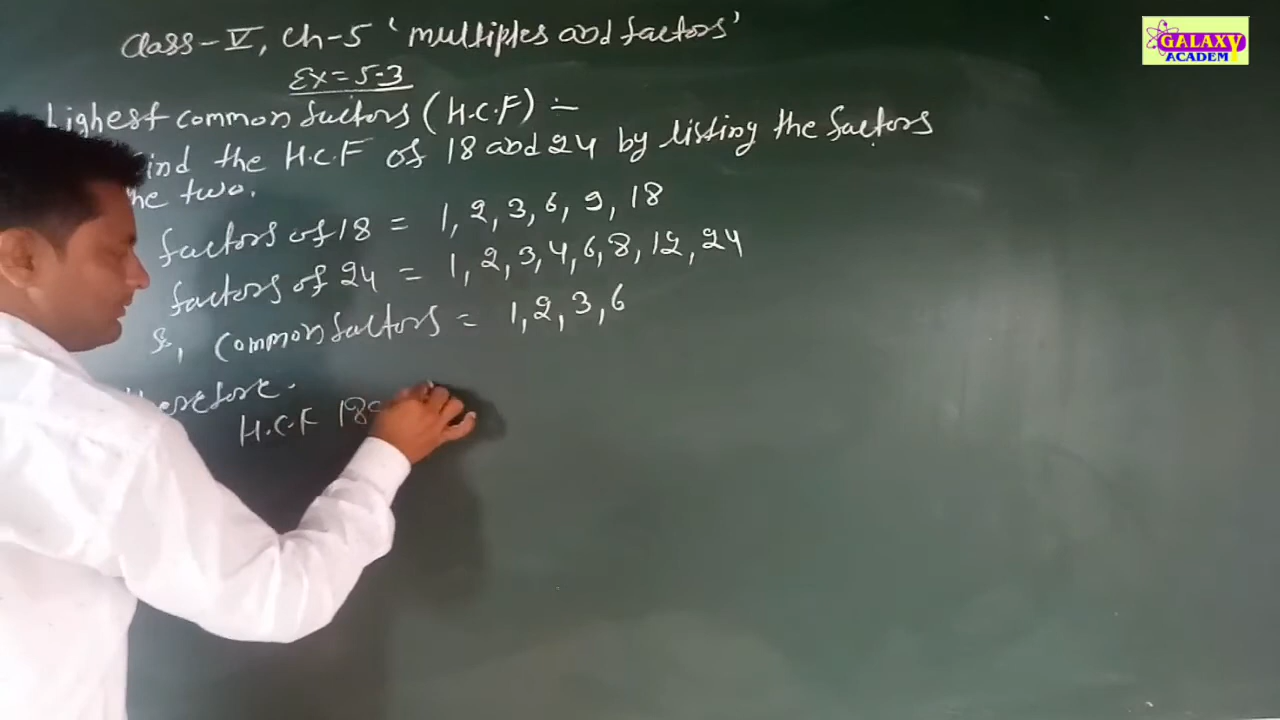 Class-V, Ch-5 'multiples and factors'
Ex=5.3
Highest common factors (H.C.F) :-
find the H.C.F of 18 and 24 by listing the factors
the two.
factors of 18 = 1, 2, 3, 6, 9, 18
factors of 24 = 1, 2, 3, 4, 6, 8, 12, 24
So, common factors = 1, 2, 3, 6
therefore.
H.C.F 18
GALAXY
ACADEMY